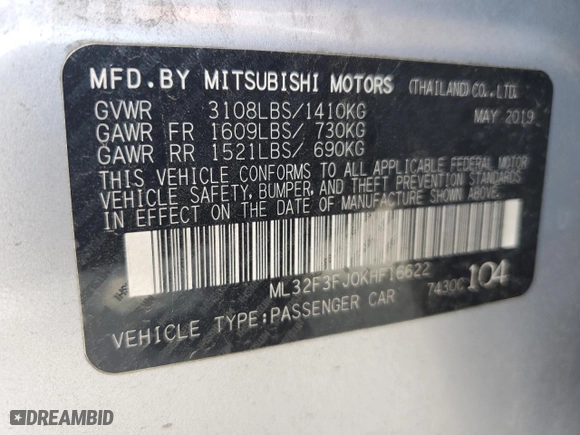 MFD. BY MITSUBISHI MOTORS (THAILAND) CO., LTD.
GVWR 3108LBS/1410KG MAY 2019
GAWR FR 1609LBS/ 730KG
GAWR RR 1521LBS/ 690KG
THIS VEHICLE CONFORMS TO ALL APPLICABLE FEDERAL MOTOR
VEHICLE SAFETY, BUMPER, AND THEFT PREVENTION STANDARDS
IN EFFECT ON THE DATE OF MANUFACTURE SHOWN ABOVE.
ML32F3FJ0KHF16622
VEHICLE TYPE:PASSENGER CAR 7430C 104
DREAMBID